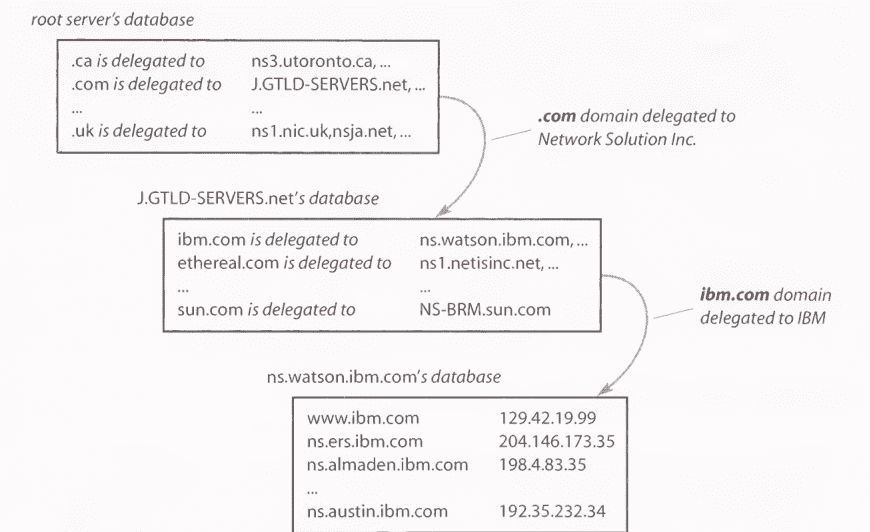 root server's database
.ca is delegated to ns3.utoronto.ca, ...
.com is delegated to J.GTLD-SERVERS.net, ...
... ...
.uk is delegated to ns1.nic.uk,nsja.net, ...
.com domain delegated to
Network Solution Inc.
J.GTLD-SERVERS.net's database
ibm.com is delegated to ns.watson.ibm.com, ...
ethereal.com is delegated to ns1.netisinc.net, ...
... ...
sun.com is delegated to NS-BRM.sun.com
ibm.com domain
delegated to IBM
ns.watson.ibm.com's database
www.ibm.com 129.42.19.99
ns.ers.ibm.com 204.146.173.35
ns.almaden.ibm.com 198.4.83.35
...
ns.austin.ibm.com 192.35.232.34